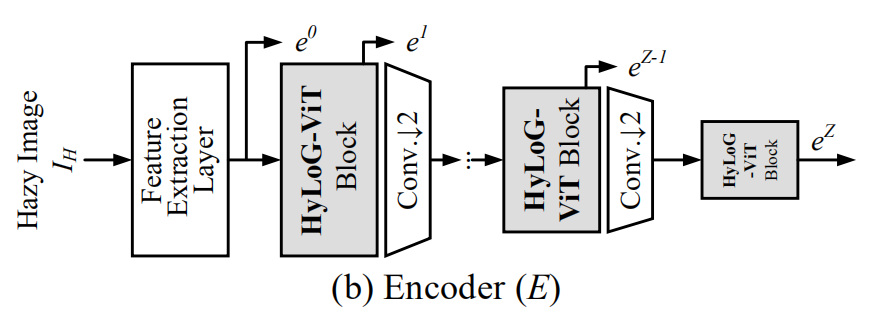 Hazy Image
I_H
Feature
Extraction
Layer
e^0
HyLoG-ViT
Block
e^1
Conv.↓2
...
HyLoG-
ViT Block
e^{Z-1}
Conv.↓2
HyLoG
-ViT
Block
e^Z
(b) Encoder (E)